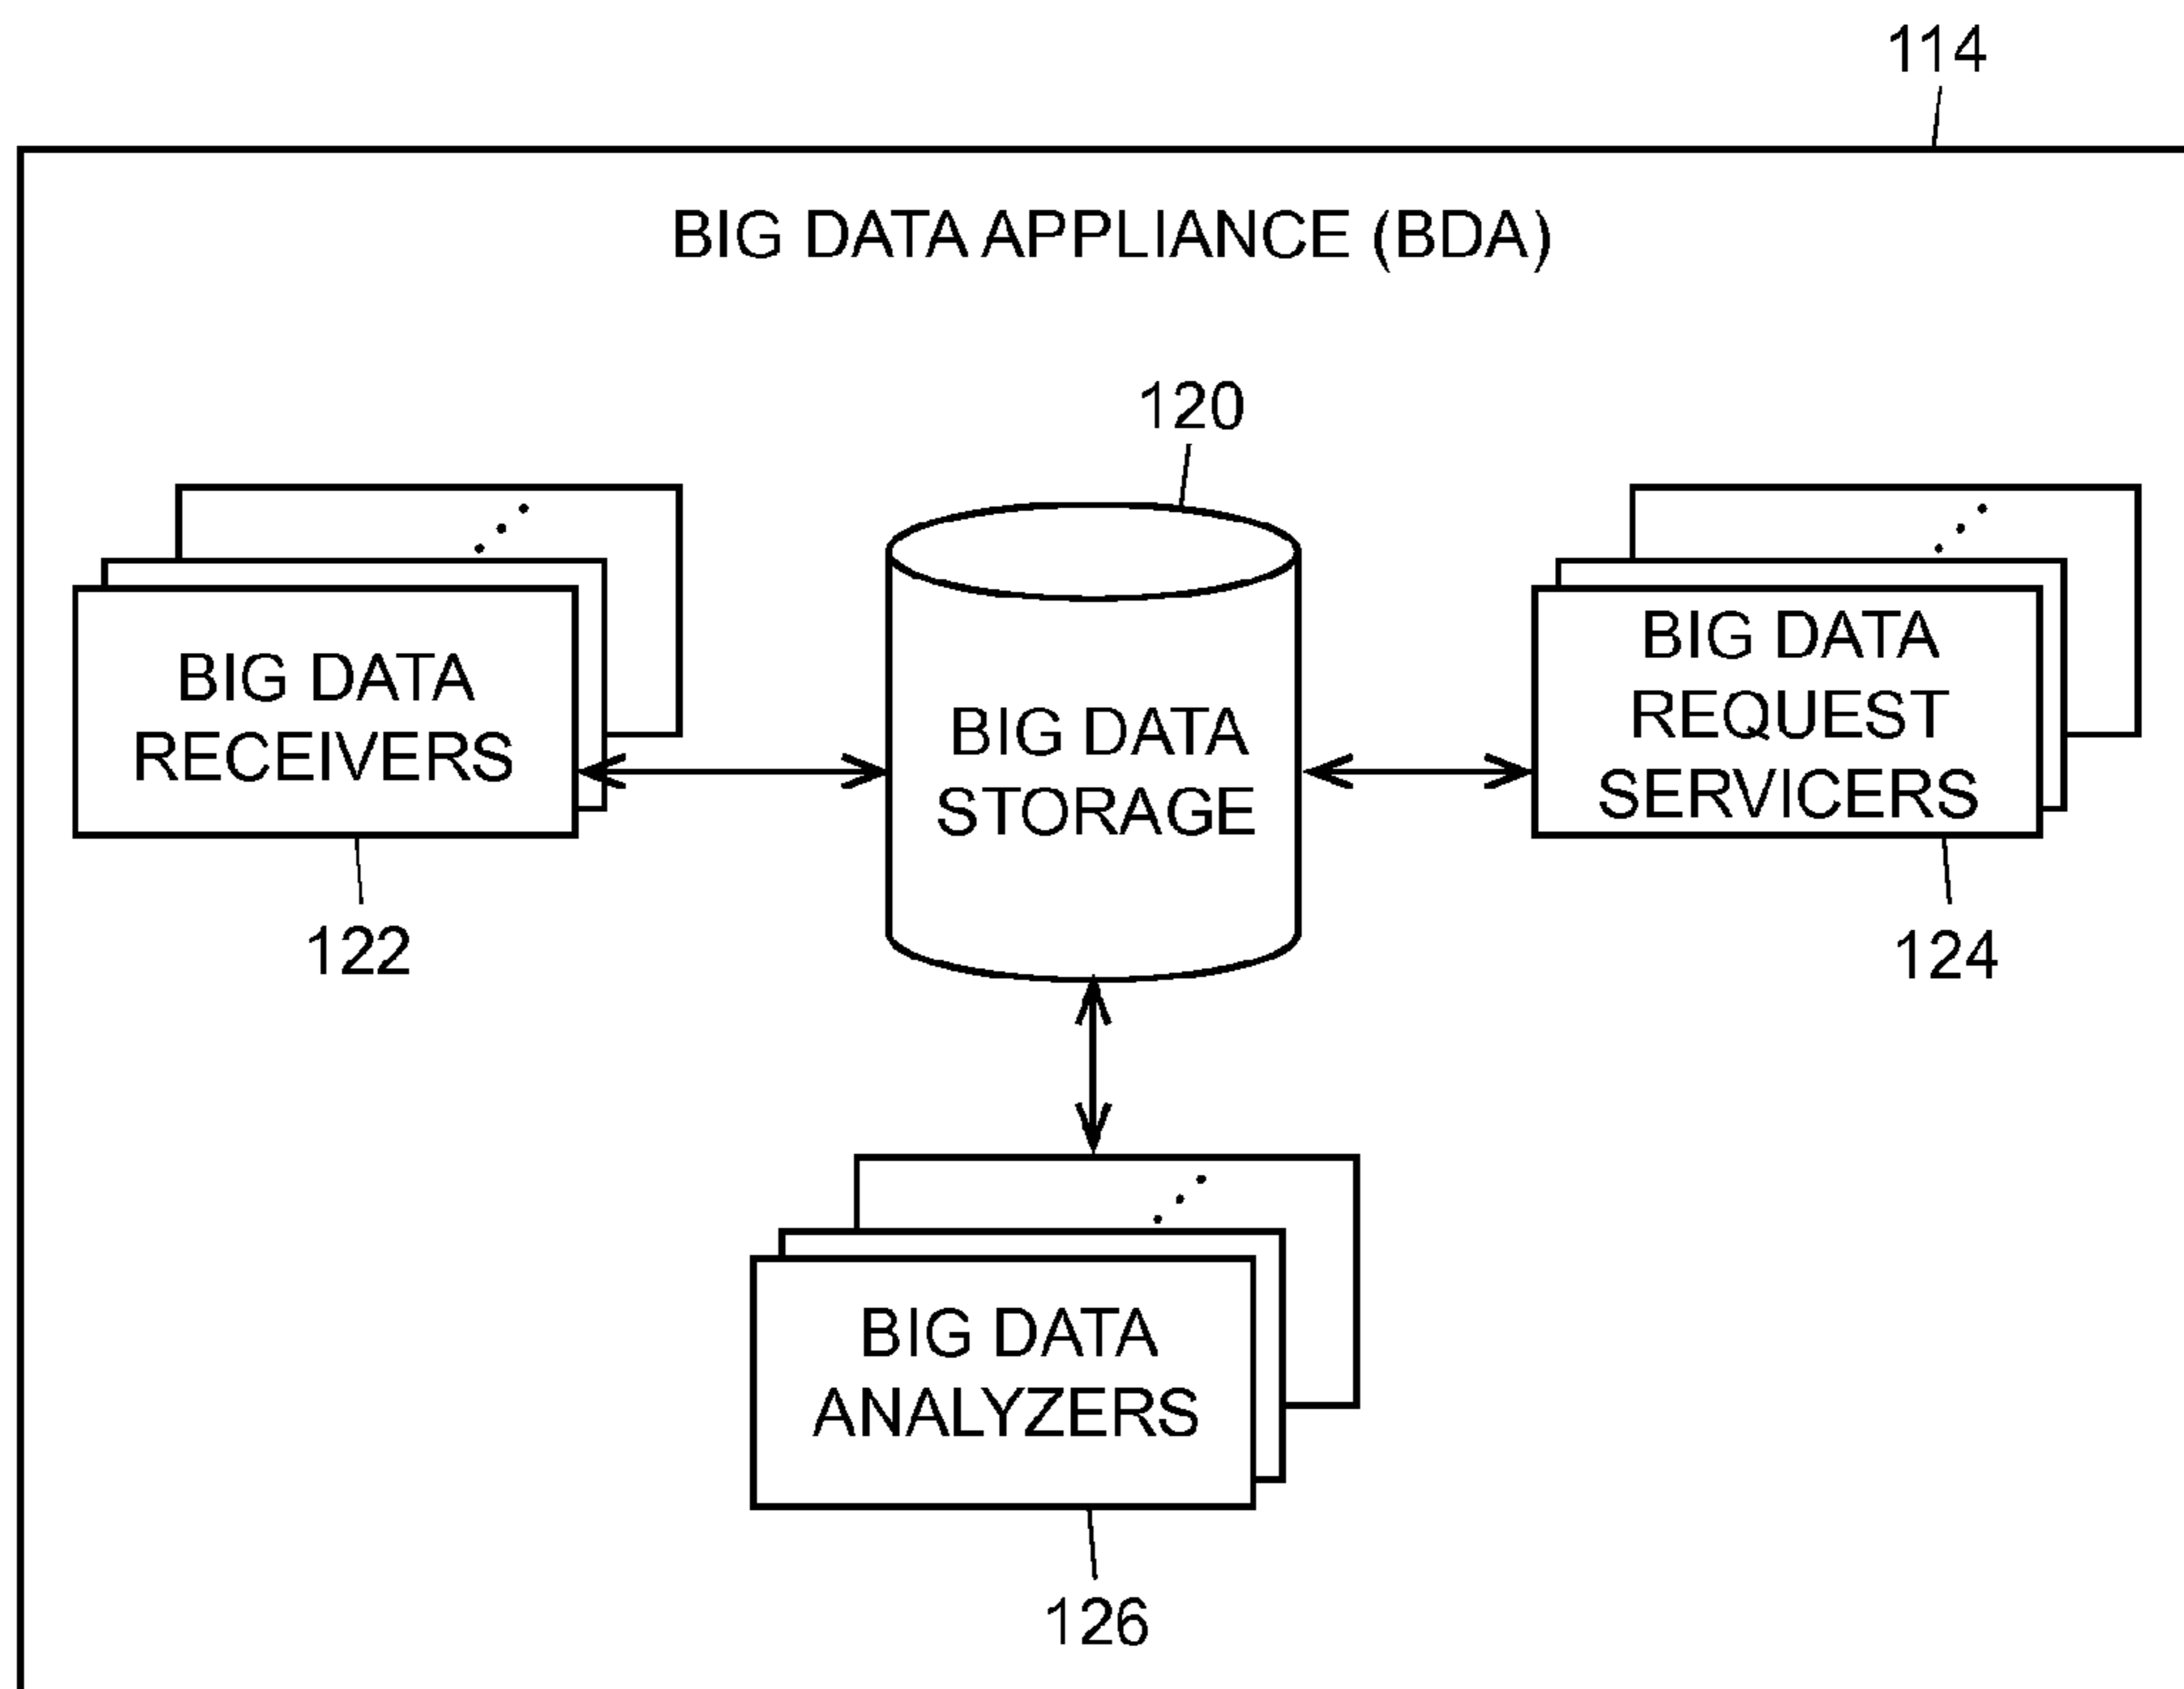 114
BIG DATA APPLIANCE (BDA)
120
BIG DATA
RECEIVERS
122
BIG DATA
STORAGE
BIG DATA
REQUEST
SERVICERS
124
BIG DATA
ANALYZERS
126